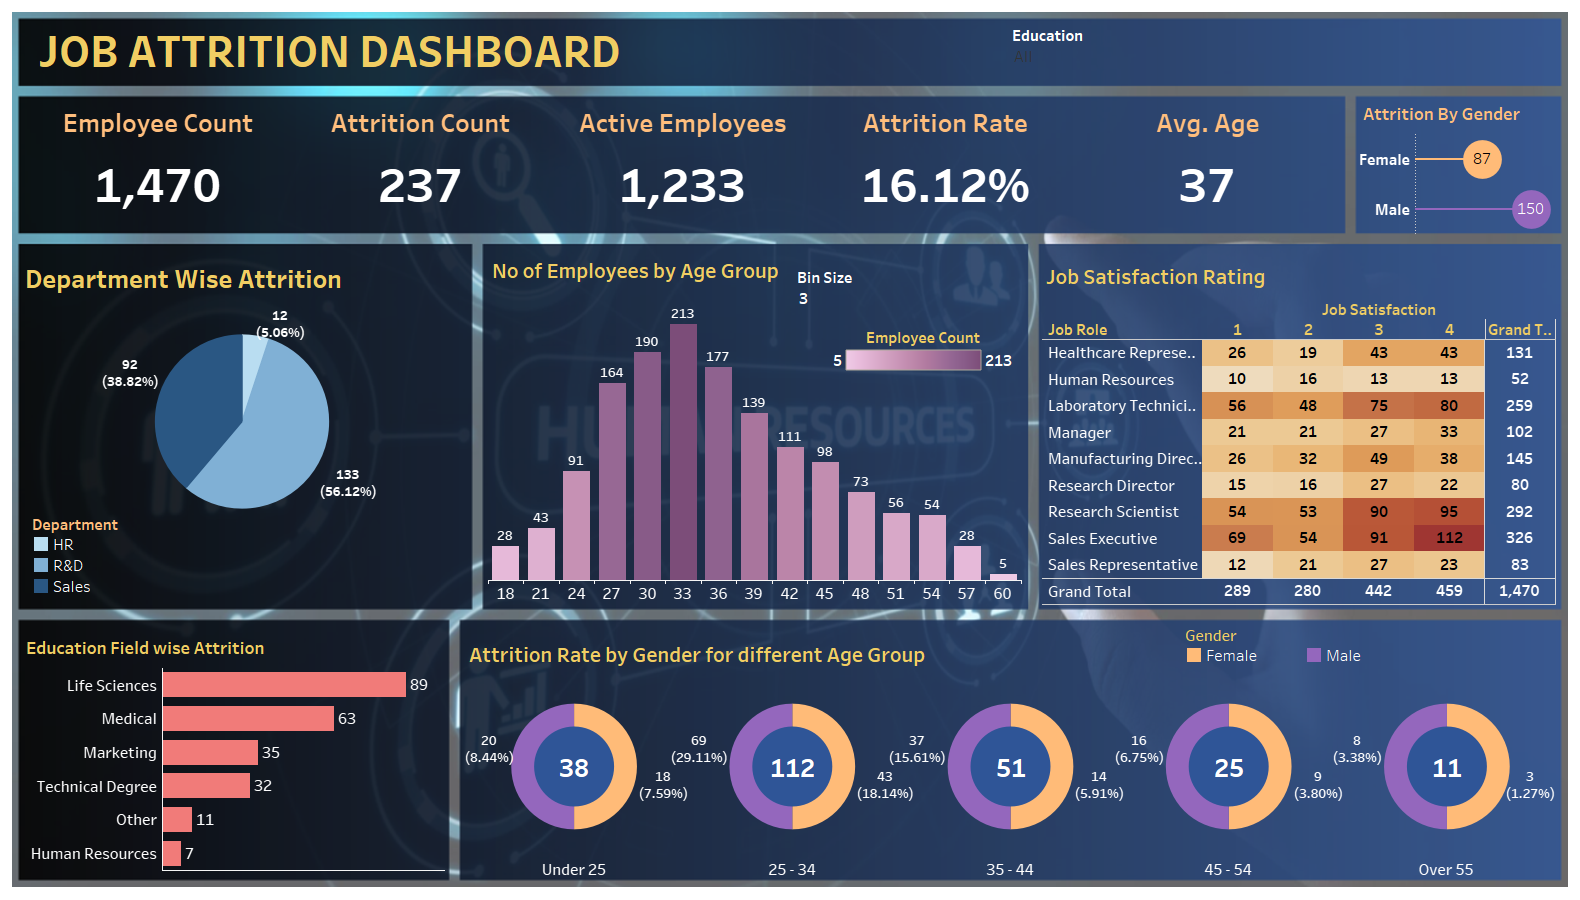 JOB ATTRITION DASHBOARD
Education
All
Employee Count
Attrition Count
Active Employees
Attrition Rate
Avg. Age
1,470
237
1,233
16.12%
37
Attrition By Gender
Female
87
Male
150
Department Wise Attrition
12
(5.06%)
92
(38.82%)
133
(56.12%)
Department
HR
R&D
Sales
No of Employees by Age Group
Bin Size
3
Employee Count
5
213
28
43
91
164
190
213
177
139
111
98
73
56
54
28
5
18 21 24 27 30 33 36 39 42 45 48 51 54 57 60
Job Satisfaction Rating
Job Satisfaction
Job Role 1 2 3 4 Grand T..
Healthcare Represe.. 26 19 43 43 131
Human Resources 10 16 13 13 52
Laboratory Technici.. 56 48 75 80 259
Manager 21 21 27 33 102
Manufacturing Direc.. 26 32 49 38 145
Research Director 15 16 27 22 80
Research Scientist 54 53 90 95 292
Sales Executive 69 54 91 112 326
Sales Representative 12 21 27 23 83
Grand Total 289 280 442 459 1,470
Education Field wise Attrition
Life Sciences 89
Medical 63
Marketing 35
Technical Degree 32
Other 11
Human Resources 7
Attrition Rate by Gender for different Age Group
Gender
Female
Male
20
(8.44%)
38
18
(7.59%)
Under 25
69
(29.11%)
112
43
(18.14%)
25 - 34
37
(15.61%)
51
14
(5.91%)
35 - 44
16
(6.75%)
25
9
(3.80%)
45 - 54
8
(3.38%)
11
3
(1.27%)
Over 55